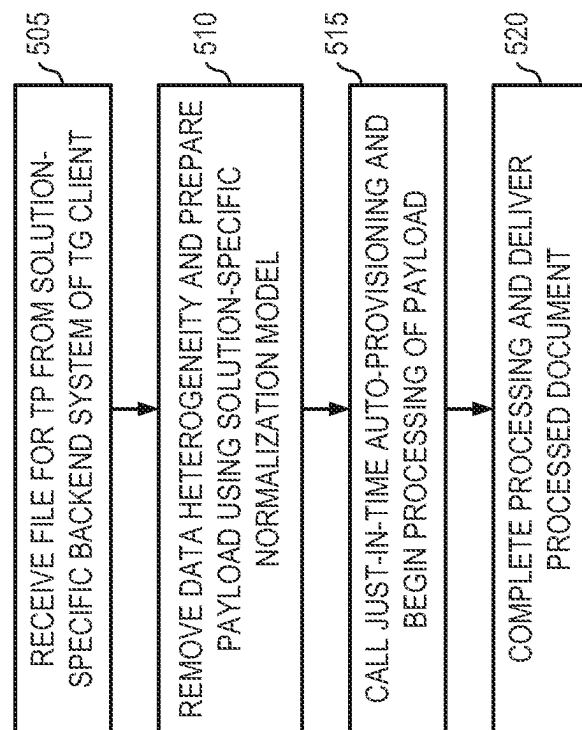 RECEIVE FILE FOR TP FROM SOLUTION-
SPECIFIC BACKEND SYSTEM OF TG CLIENT
505
REMOVE DATA HETEROGENEITY AND PREPARE
PAYLOAD USING SOLUTION-SPECIFIC
NORMALIZATION MODEL
510
CALL JUST-IN-TIME AUTO-PROVISIONING AND
BEGIN PROCESSING OF PAYLOAD
515
COMPLETE PROCESSING AND DELIVER
PROCESSED DOCUMENT
520